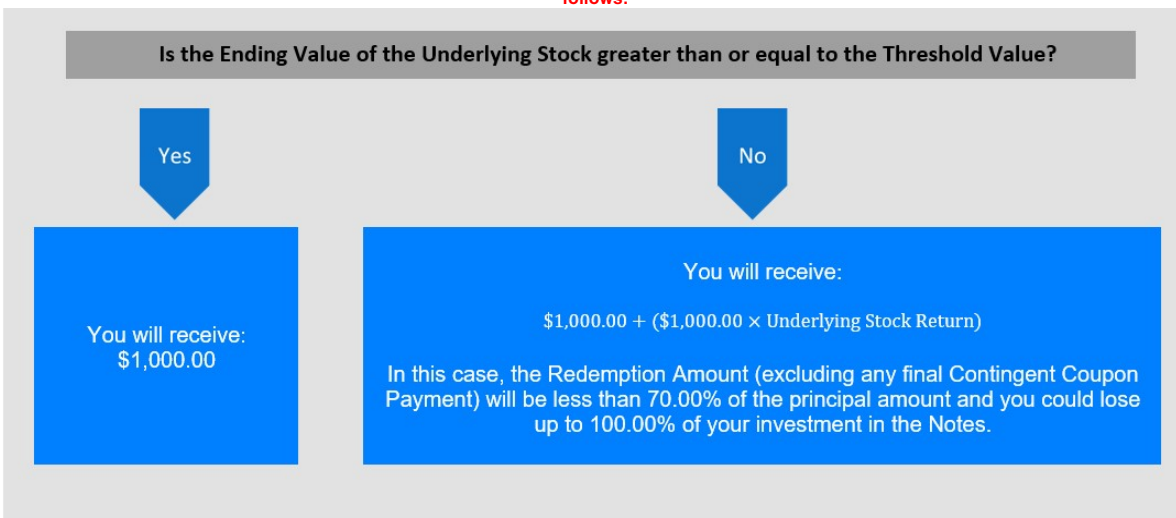 follows:
Is the Ending Value of the Underlying Stock greater than or equal to the Threshold Value?
Yes
No
You will receive:
$1,000.00
You will receive:
$1,000.00 + ($1,000.00 × Underlying Stock Return)
In this case, the Redemption Amount (excluding any final Contingent Coupon
Payment) will be less than 70.00% of the principal amount and you could lose
up to 100.00% of your investment in the Notes.